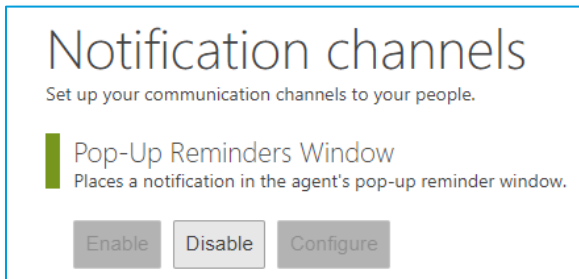 Notification channels
Set up your communication channels to your people.
Pop-Up Reminders Window
Places a notification in the agent's pop-up reminder window.
Enable Disable Configure